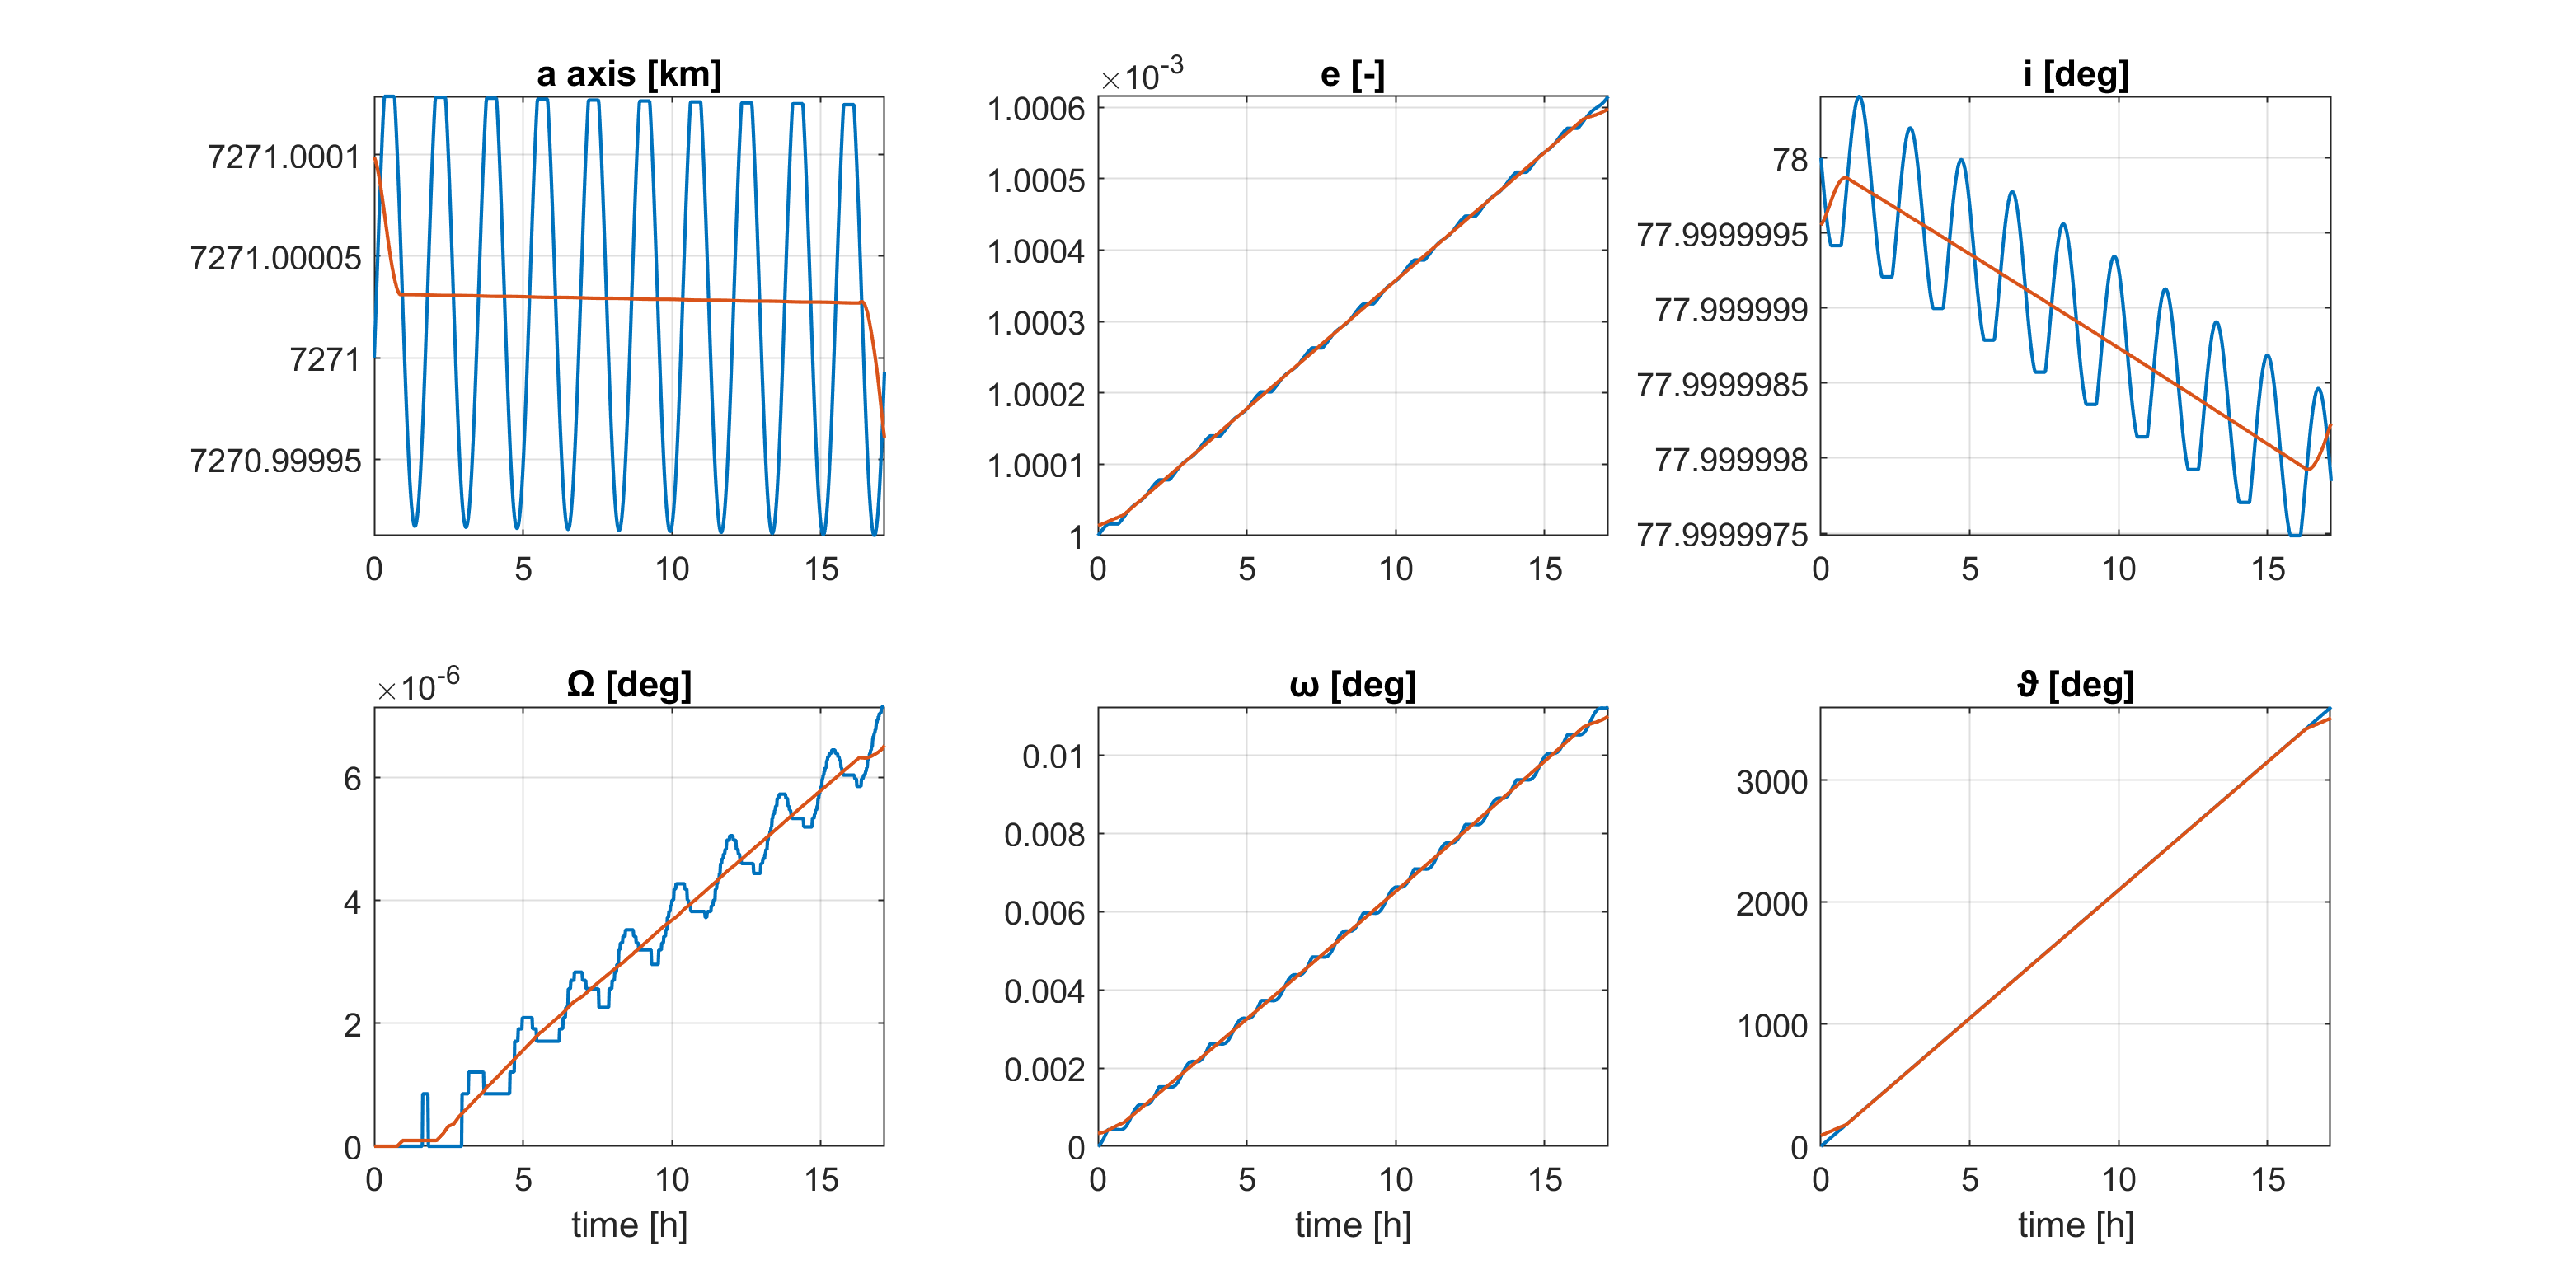 a axis [km]
7271.0001
7271.00005
7271
7270.99995
0 5 10 15
e [-]
×10-3
1.0006
1.0005
1.0004
1.0003
1.0002
1.0001
1
0 5 10 15
i [deg]
78
77.9999995
77.999999
77.9999985
77.999998
77.9999975
0 5 10 15
Ω [deg]
×10-6
6
4
2
0
0 5 10 15
time [h]
ω [deg]
0.01
0.008
0.006
0.004
0.002
0
0 5 10 15
time [h]
ϑ [deg]
3000
2000
1000
0
0 5 10 15
time [h]